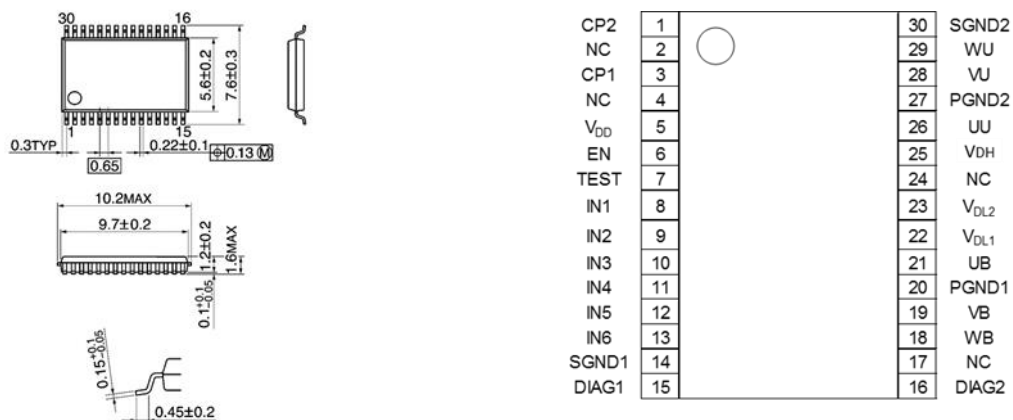 30 16
5.6±0.2
7.6±0.3
1 15
0.3TYP
0.65
0.22±0.1
⌖ 0.13 Ⓜ
10.2MAX
9.7±0.2
1.2±0.2
1.6MAX
0.1+0.1 -0.05
0.15+0.1 -0.05
0.45±0.2
CP2 1 30 SGND2
NC 2 29 WU
CP1 3 28 VU
NC 4 27 PGND2
VDD 5 26 UU
EN 6 25 VDH
TEST 7 24 NC
IN1 8 23 VDL2
IN2 9 22 VDL1
IN3 10 21 UB
IN4 11 20 PGND1
IN5 12 19 VB
IN6 13 18 WB
SGND1 14 17 NC
DIAG1 15 16 DIAG2